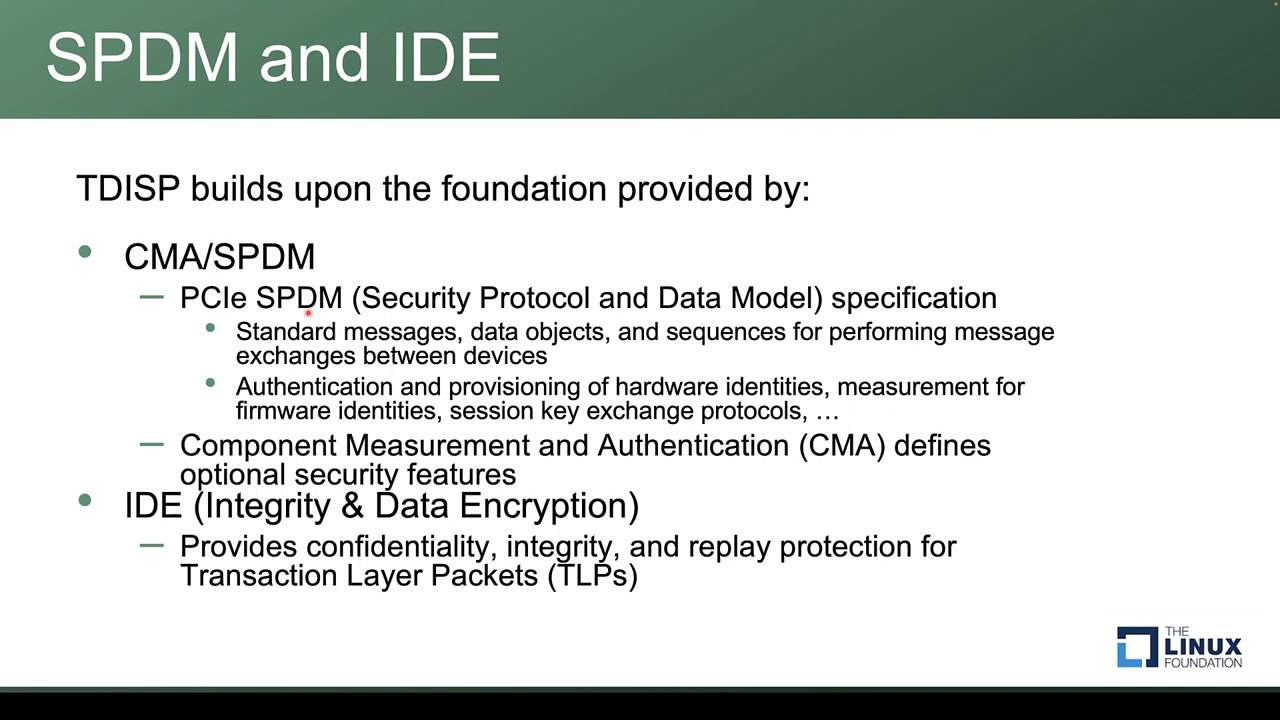 SPDM and IDE
TDISP builds upon the foundation provided by:
• CMA/SPDM
— PCIe SPDM (Security Protocol and Data Model) specification
• Standard messages, data objects, and sequences for performing message
exchanges between devices
• Authentication and provisioning of hardware identities, measurement for
firmware identities, session key exchange protocols, …
— Component Measurement and Authentication (CMA) defines
optional security features
• IDE (Integrity & Data Encryption)
— Provides confidentiality, integrity, and replay protection for
Transaction Layer Packets (TLPs)
THE
LINUX
FOUNDATION